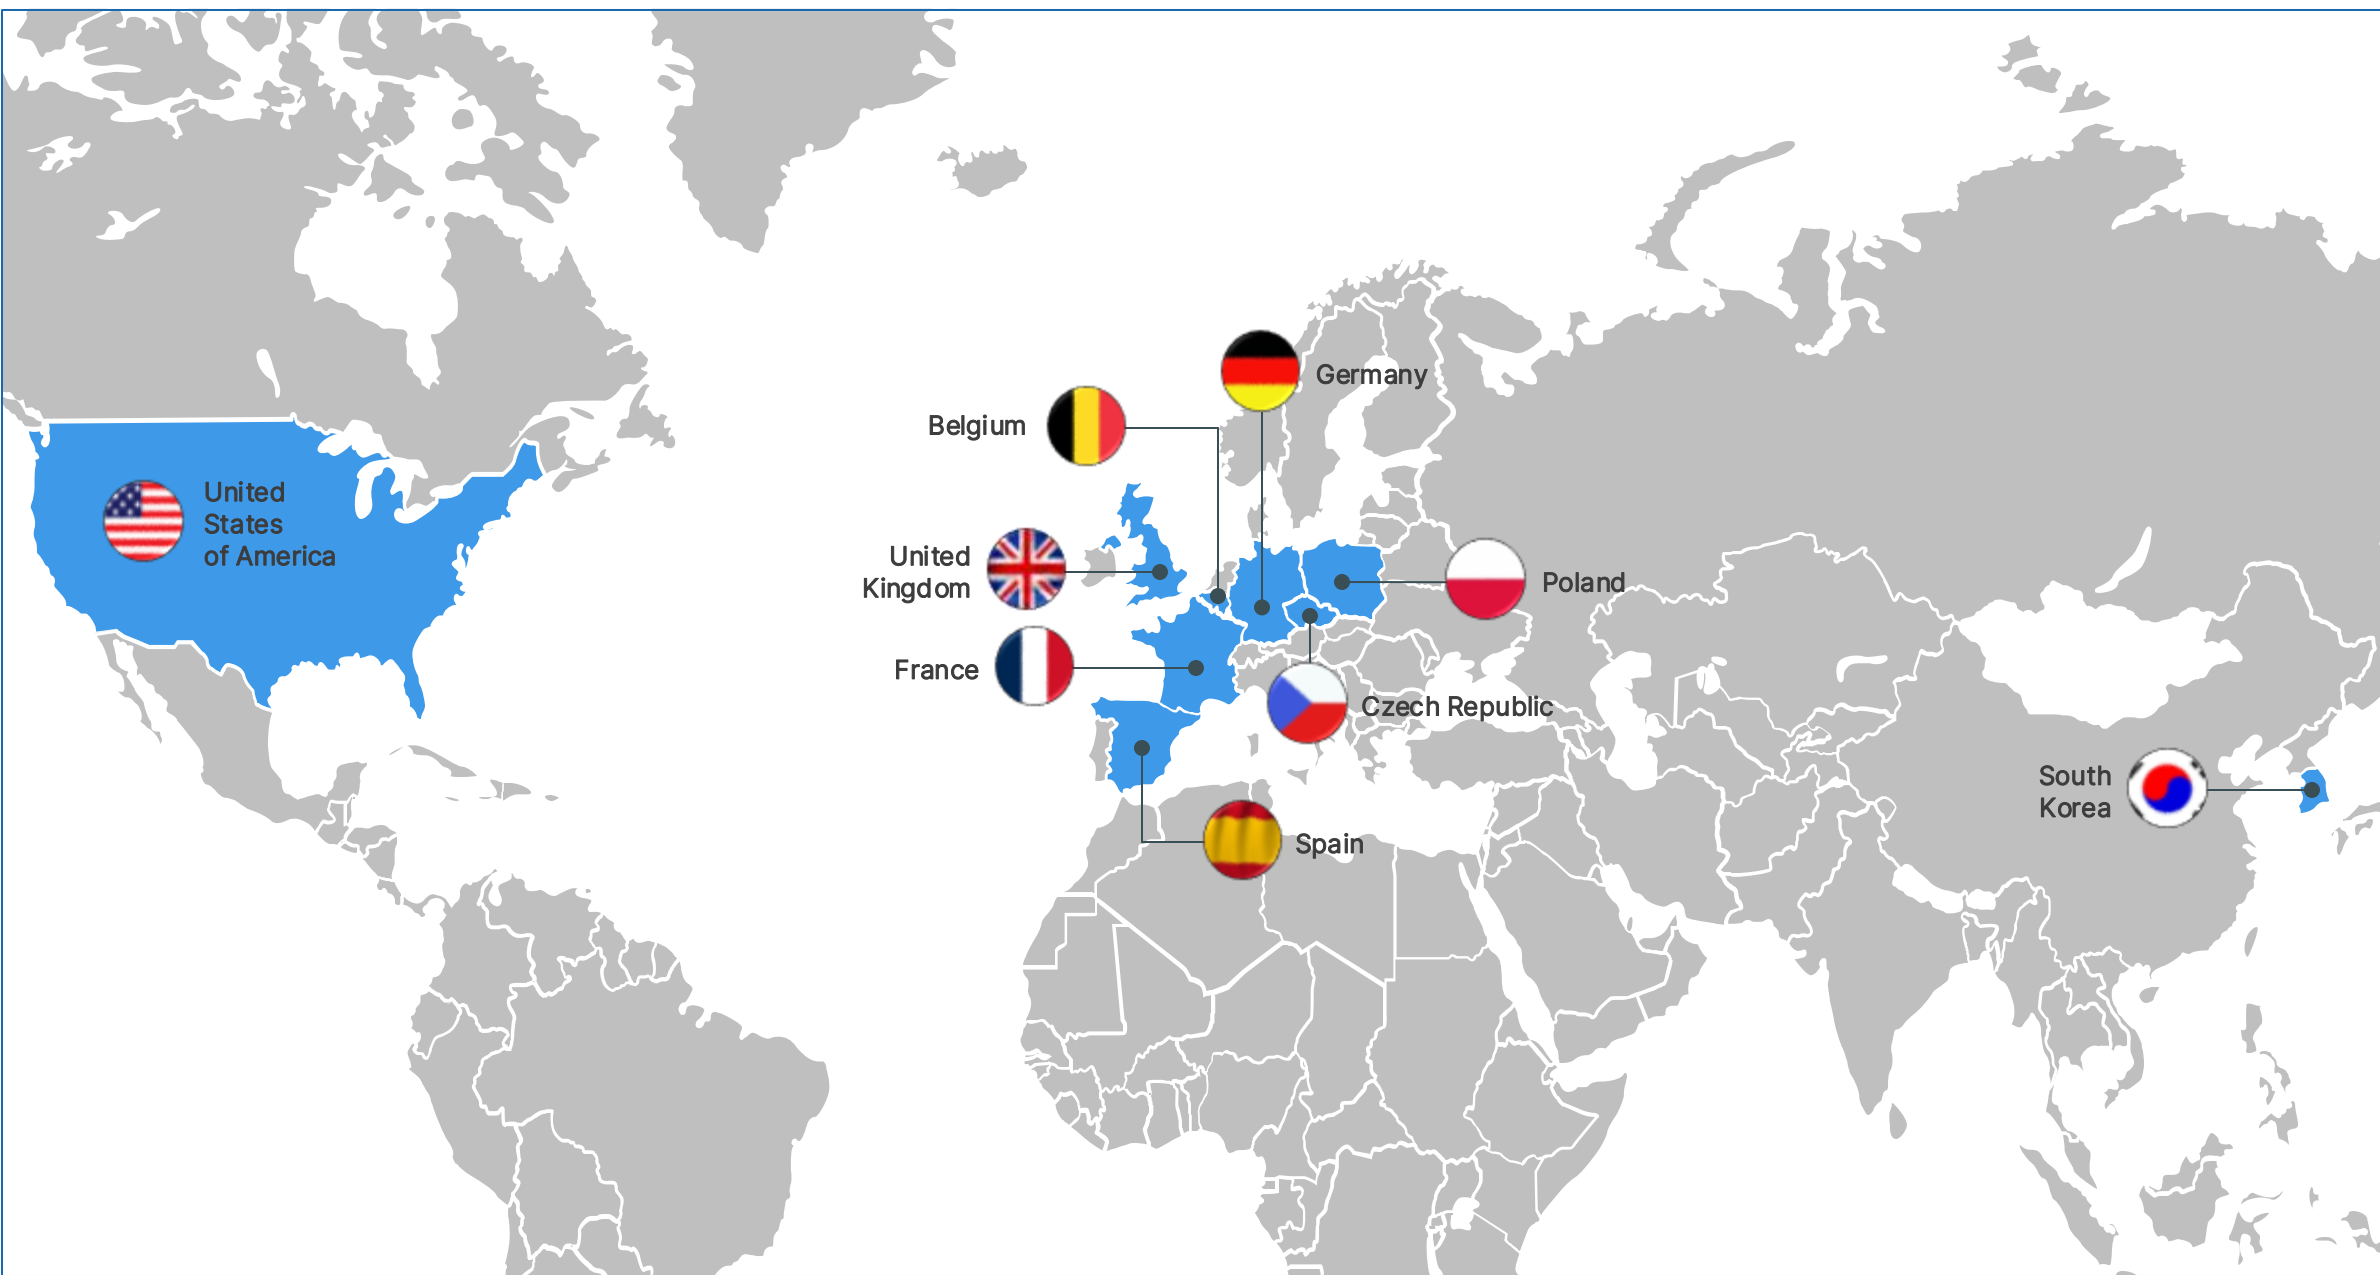 Germany
Belgium
United
States
of America
United
Kingdom
Poland
France
Czech Republic
South
Korea
Spain